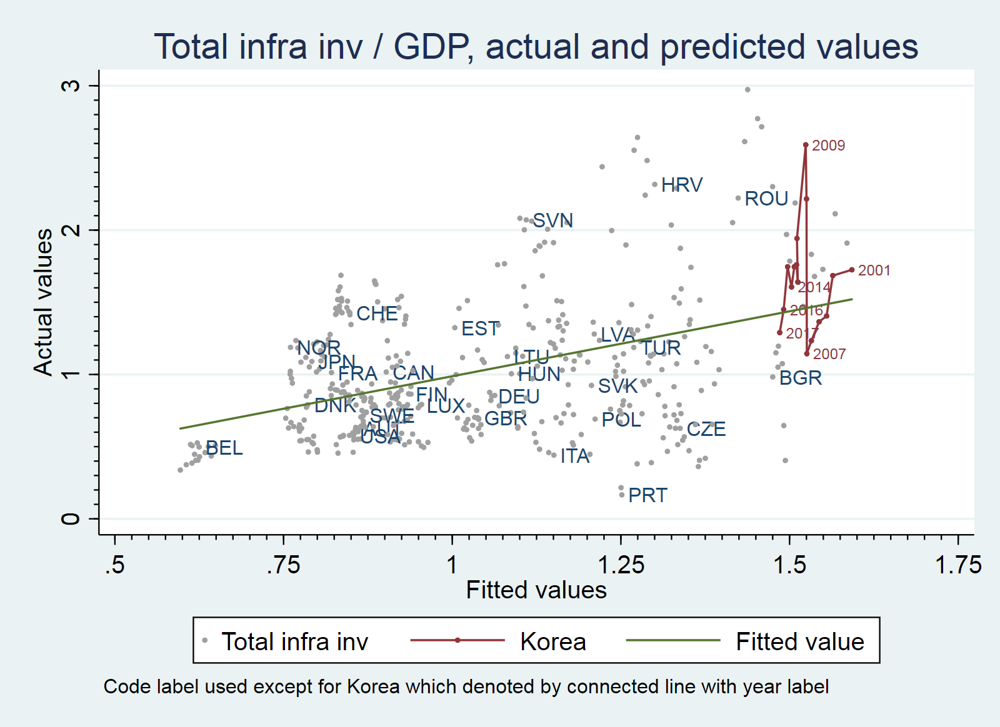 Total infra inv / GDP, actual and predicted values
Actual values
3
2
1
0
2009
HRV
ROU
SVN
2001
2014
CHE
2016
EST
LVA
2017
NOR
TUR
JPN
LTU
2007
FRA
CAN
HUN
BGR
SVK
FIN
DEU
DNK
LUX
SWE
GBR
POL
AUT
CZE
USA
BEL
ITA
PRT
.5 .75 1 1.25 1.5 1.75
Fitted values
Total infra inv Korea Fitted value
Code label used except for Korea which denoted by connected line with year label